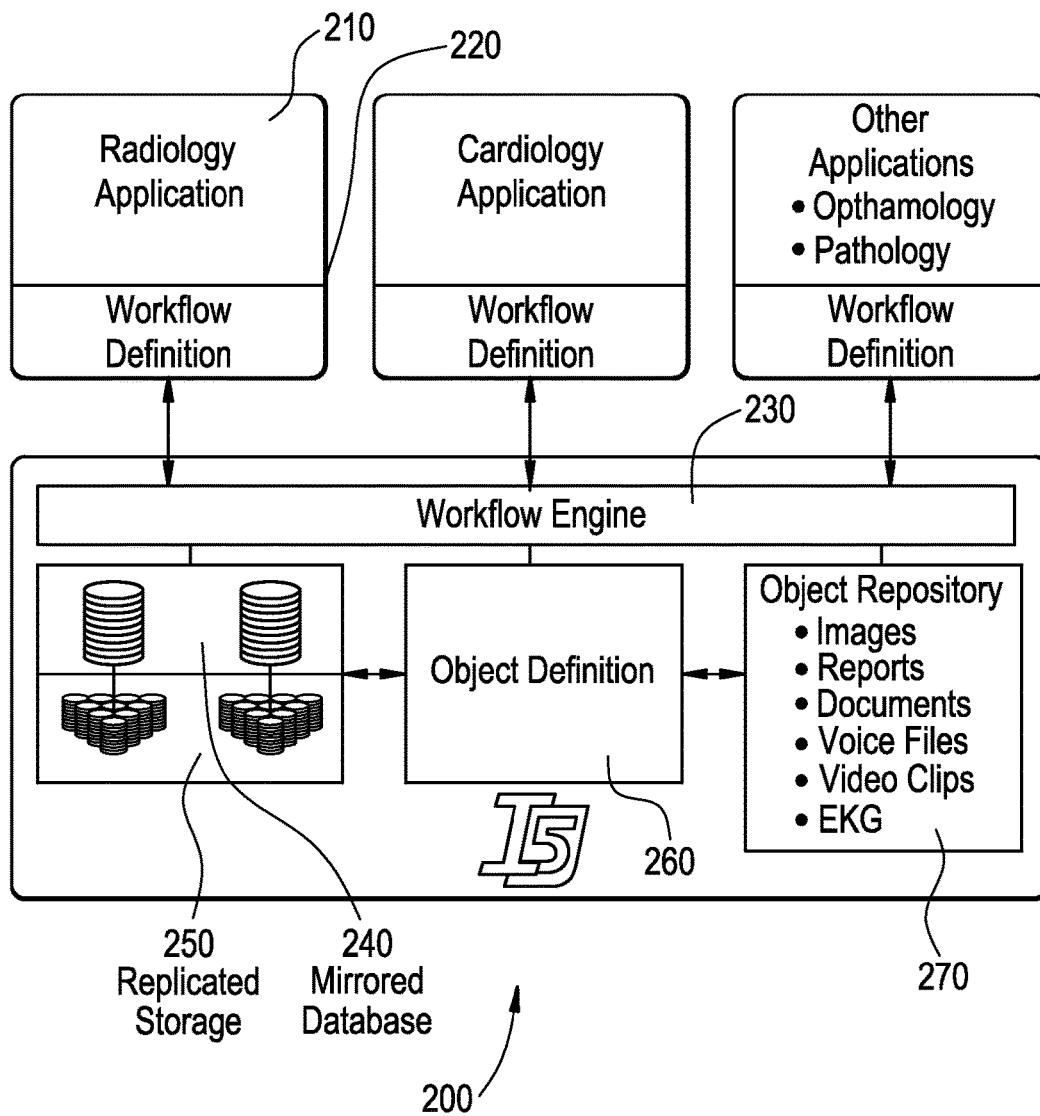 210
220
Radiology
Application
Workflow
Definition
Cardiology
Application
Workflow
Definition
Other
Applications
• Opthamology
• Pathology
Workflow
Definition
230
Workflow Engine
Object Definition
Object Repository
• Images
• Reports
• Documents
• Voice Files
• Video Clips
• EKG
I5
260
250
Replicated
Storage
240
Mirrored
Database
270
200